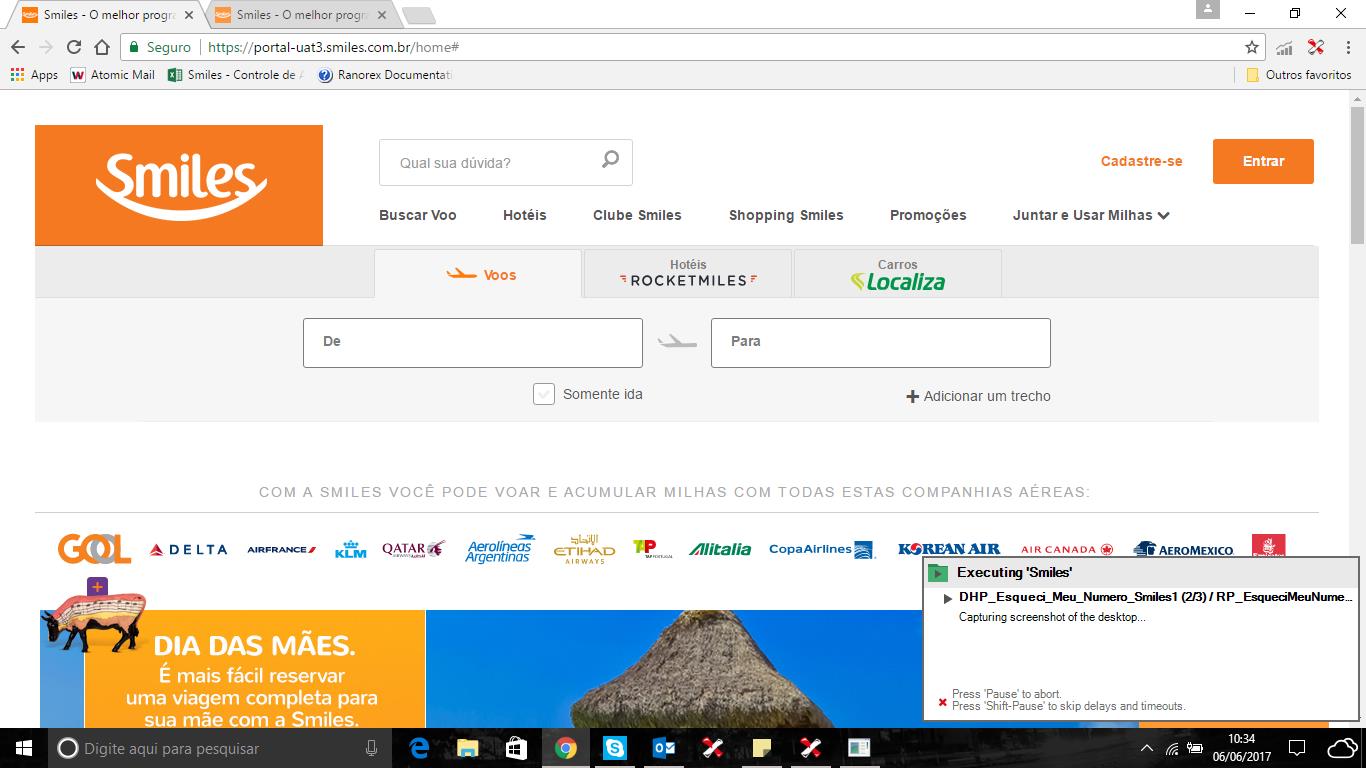 Smiles - O melhor progra
Smiles - O melhor progra
Seguro
https://portal-uat3.smiles.com.br/home#
Apps
Atomic Mail
Smiles - Controle de A
Ranorex Documentati
Outros favoritos
Smiles
Qual sua dúvida?
Cadastre-se
Entrar
Buscar Voo
Hotéis
Clube Smiles
Shopping Smiles
Promoções
Juntar e Usar Milhas
Voos
Hotéis
ROCKETMILES
Carros
Localiza
De
Para
Somente ida
Adicionar um trecho
COM A SMILES VOCÊ PODE VOAR E ACUMULAR MILHAS COM TODAS ESTAS COMPANHIAS AÉREAS:
GOL
DELTA
AIRFRANCE
KLM
QATAR
Aerolíneas
Argentinas
ETIHAD
AIRWAYS
TAP
Alitalia
CopaAirlines
KOREAN AIR
AIR CANADA
AEROMEXICO
Executing 'Smiles'
DHP_Esqueci_Meu_Numero_Smiles1 (2/3) / RP_EsqueciMeuNume...
Capturing screenshot of the desktop...
Press 'Pause' to abort.
Press 'Shift-Pause' to skip delays and timeouts.
DIA DAS MÃES.
É mais fácil reservar
uma viagem completa para
sua mãe com a Smiles.
Digite aqui para pesquisar
10:34
06/06/2017